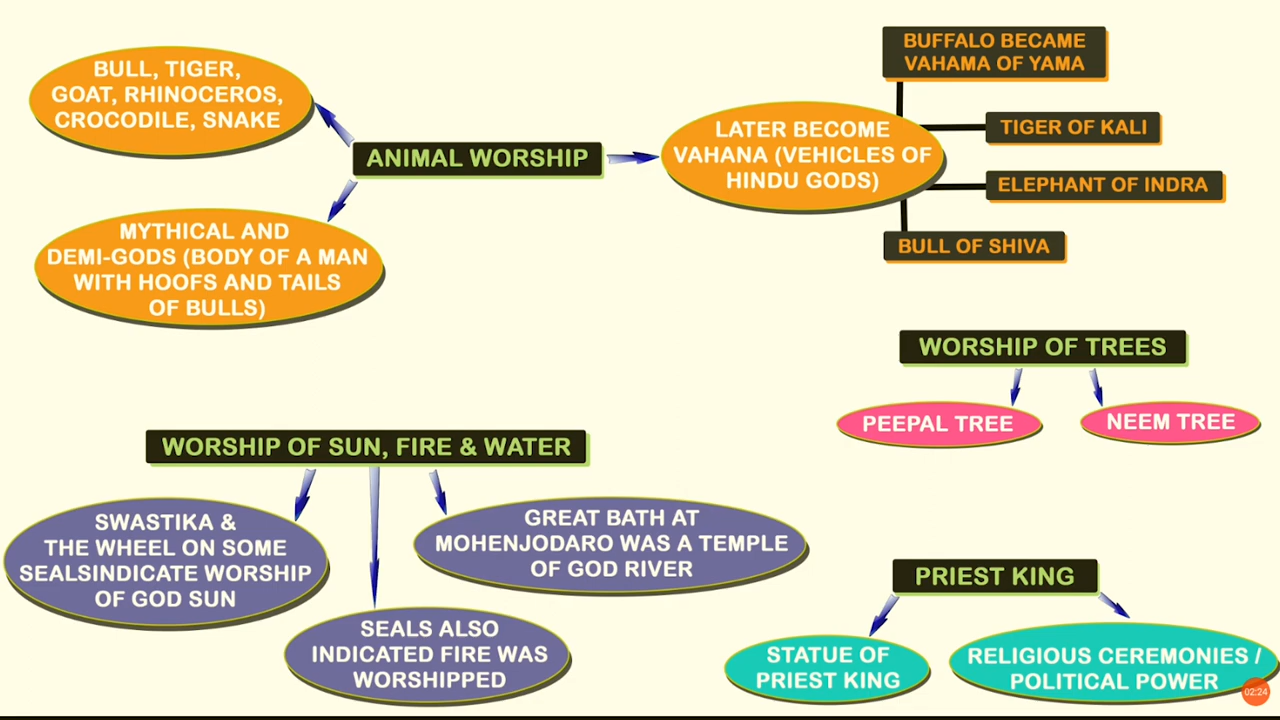 BULL, TIGER,
GOAT, RHINOCEROS,
CROCODILE, SNAKE
ANIMAL WORSHIP
MYTHICAL AND
DEMI-GODS (BODY OF A MAN
WITH HOOFS AND TAILS
OF BULLS)
LATER BECOME
VAHANA (VEHICLES OF
HINDU GODS)
BUFFALO BECAME
VAHAMA OF YAMA
TIGER OF KALI
ELEPHANT OF INDRA
BULL OF SHIVA
WORSHIP OF TREES
PEEPAL TREE
NEEM TREE
WORSHIP OF SUN, FIRE & WATER
SWASTIKA &
THE WHEEL ON SOME
SEALSINDICATE WORSHIP
OF GOD SUN
SEALS ALSO
INDICATED FIRE WAS
WORSHIPPED
GREAT BATH AT
MOHENJODARO WAS A TEMPLE
OF GOD RIVER
PRIEST KING
STATUE OF
PRIEST KING
RELIGIOUS CEREMONIES /
POLITICAL POWER
02:24